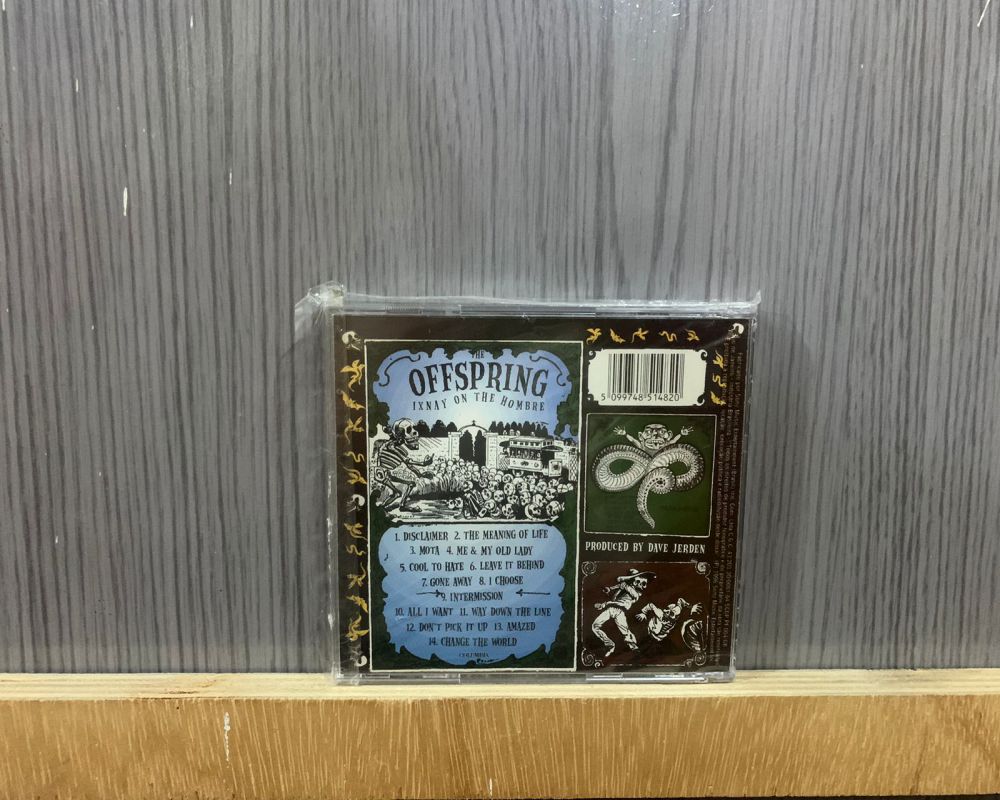 THE
OFFSPRING
IXNAY ON THE HOMBRE
1. DISCLAIMER 2. THE MEANING OF LIFE
3. MOTA 4. ME & MY OLD LADY
5. COOL TO HATE 6. LEAVE IT BEHIND
7. GONE AWAY 8. I CHOOSE
9. INTERMISSION
10. ALL I WANT 11. WAY DOWN THE LINE
12. DON'T PICK IT UP 13. AMAZED
14. CHANGE THE WORLD
COLUMBIA
5 099748 514820
PRODUCED BY DAVE JERDEN